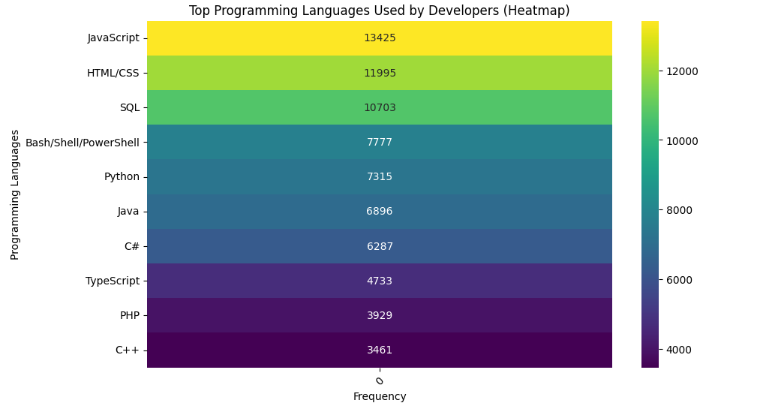 Top Programming Languages Used by Developers (Heatmap)
JavaScript 13425
HTML/CSS 11995
SQL 10703
Bash/Shell/PowerShell 7777
Python 7315
Java 6896
C# 6287
TypeScript 4733
PHP 3929
C++ 3461
Programming Languages
0
Frequency
12000
10000
8000
6000
4000